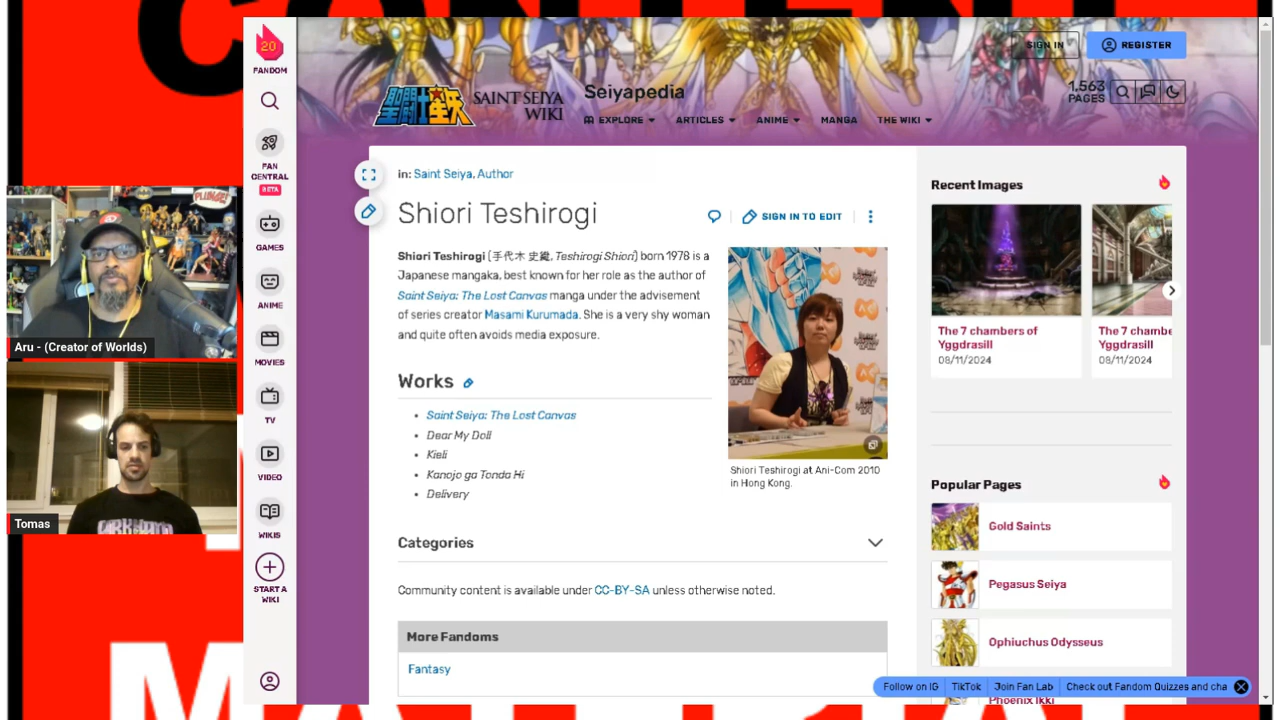 20
FANDOM
FAN
CENTRAL
BETA
GAMES
ANIME
MOVIES
TV
VIDEO
WIKIS
START A
WIKI
PLURGE!
Aru - (Creator of Worlds)
Tomas
SIGN IN
REGISTER
聖闘士星矢
SAINT SEIYA
WIKI
Seiyapedia
1,563
PAGES
EXPLORE
ARTICLES
ANIME
MANGA
THE WIKI
in: Saint Seiya, Author
Shiori Teshirogi
SIGN IN TO EDIT
Shiori Teshirogi (手代木 史織, Teshirogi Shiori) born 1978 is a
Japanese mangaka, best known for her role as the author of
Saint Seiya: The Lost Canvas manga under the advisement
of series creator Masami Kurumada. She is a very shy woman
and quite often avoids media exposure.
Works
• Saint Seiya: The Lost Canvas
• Dear My Doll
• Kieli
• Kanojo ga Tonda Hi
• Delivery
Shiori Teshirogi at Ani-Com 2010
in Hong Kong.
Categories
Community content is available under CC-BY-SA unless otherwise noted.
More Fandoms
Fantasy
Recent Images
The 7 chambers of
Yggdrasill
08/11/2024
The 7 chambe
Yggdrasill
08/11/2024
Popular Pages
Gold Saints
Pegasus Seiya
Ophiuchus Odysseus
Phoenix Ikki
Follow on IG
TikTok
Join Fan Lab
Check out Fandom Quizzes and cha